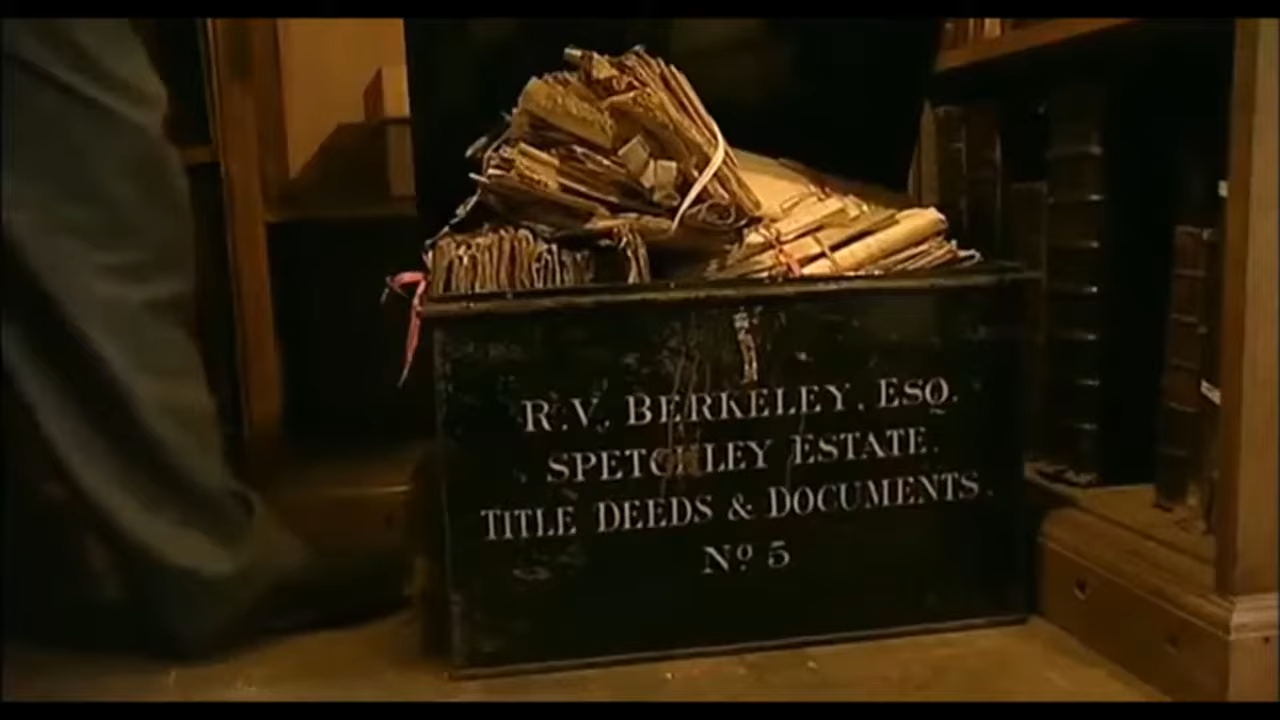 R.V. BERKELEY, ESQ.
SPETCHLEY ESTATE.
TITLE DEEDS & DOCUMENTS.
Nº 5